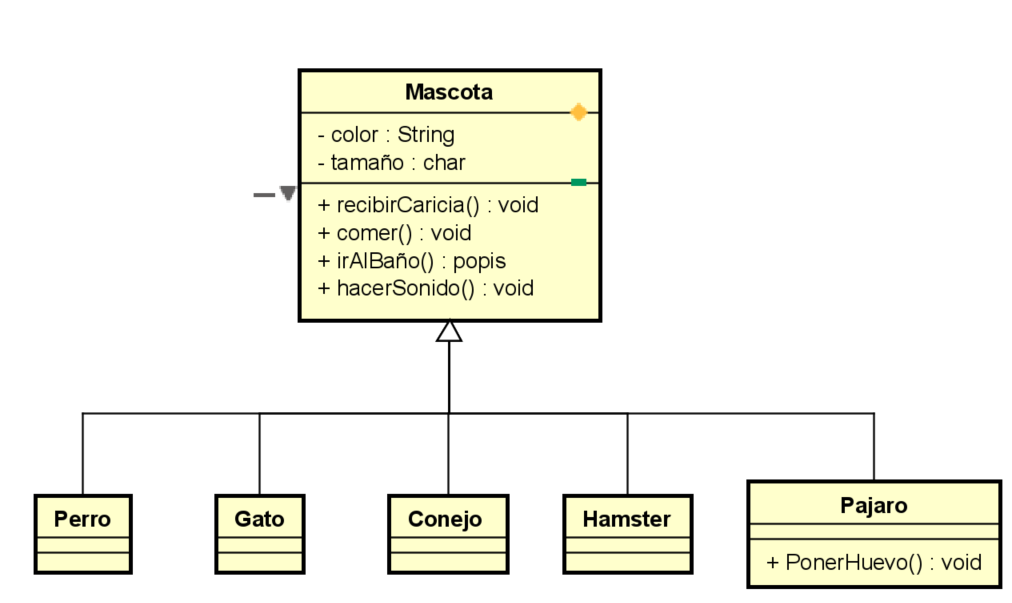 Mascota
- color : String
- tamaño : char
+ recibirCaricia() : void
+ comer() : void
+ irAlBaño() : popis
+ hacerSonido() : void
Perro
Gato
Conejo
Hamster
Pajaro
+ PonerHuevo() : void